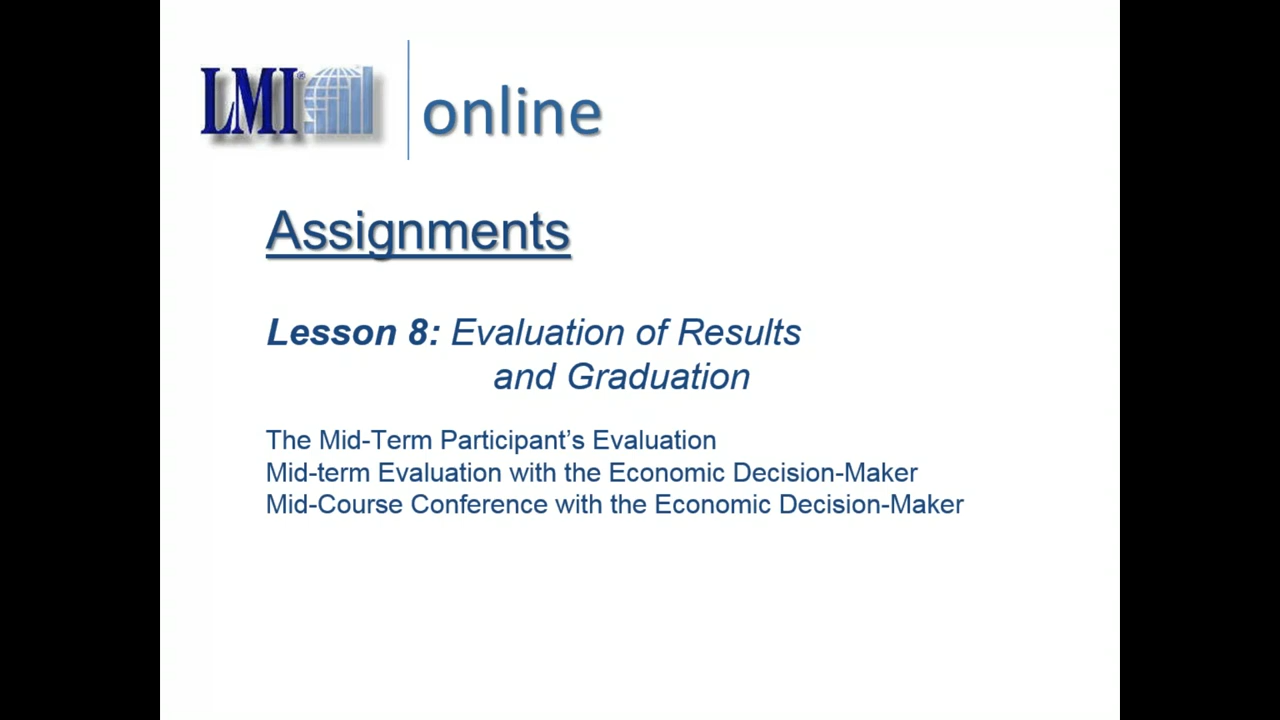 LMI® online
Assignments
Lesson 8: Evaluation of Results
and Graduation
The Mid-Term Participant’s Evaluation
Mid-term Evaluation with the Economic Decision-Maker
Mid-Course Conference with the Economic Decision-Maker